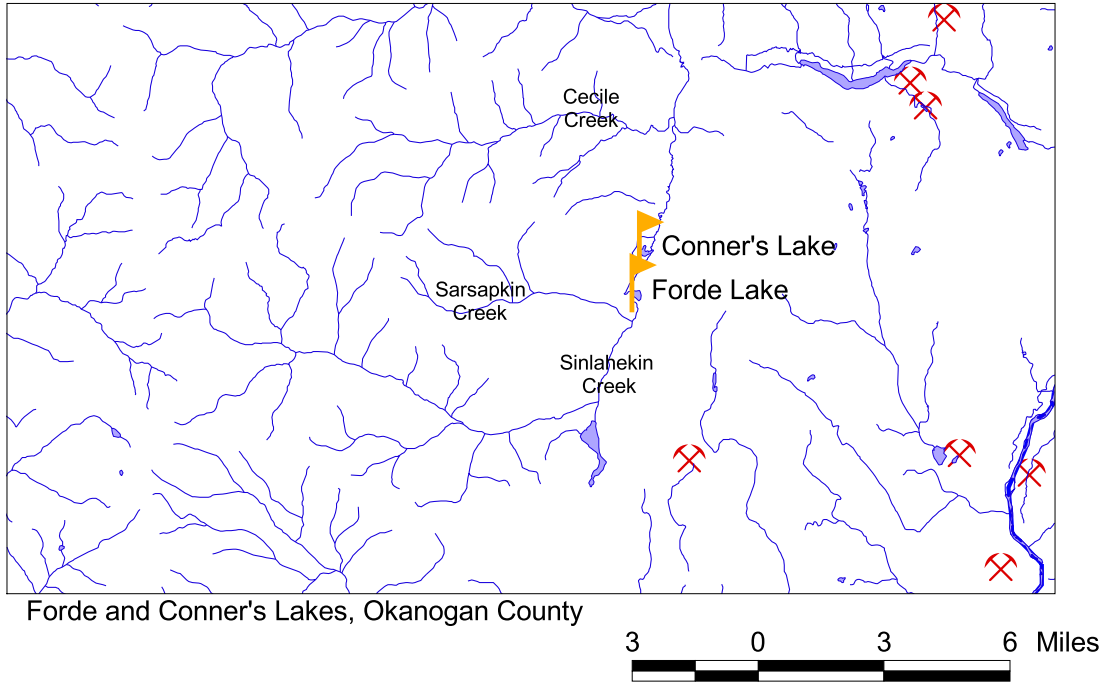 Cecile
Creek
Conner's Lake
Sarsapkin
Creek
Forde Lake
Sinlahekin
Creek
Forde and Conner's Lakes, Okanogan County
3 0 3 6 Miles